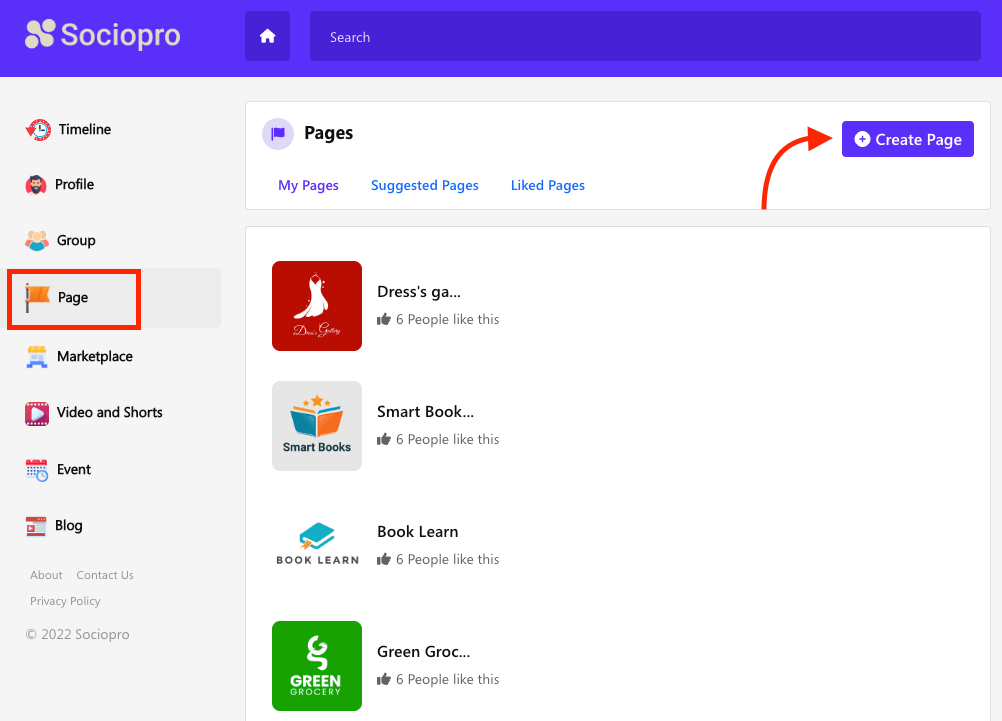 Sociopro
Search
Timeline
Profile
Group
Page
Marketplace
Video and Shorts
Event
Blog
About Contact Us
Privacy Policy
© 2022 Sociopro
Pages
Create Page
My Pages Suggested Pages Liked Pages
Dress's Gallery
Dress's ga...
6 People like this
Smart Books
Smart Book...
6 People like this
BOOK LEARN
Book Learn
6 People like this
GREEN
GROCERY
Green Groc...
6 People like this